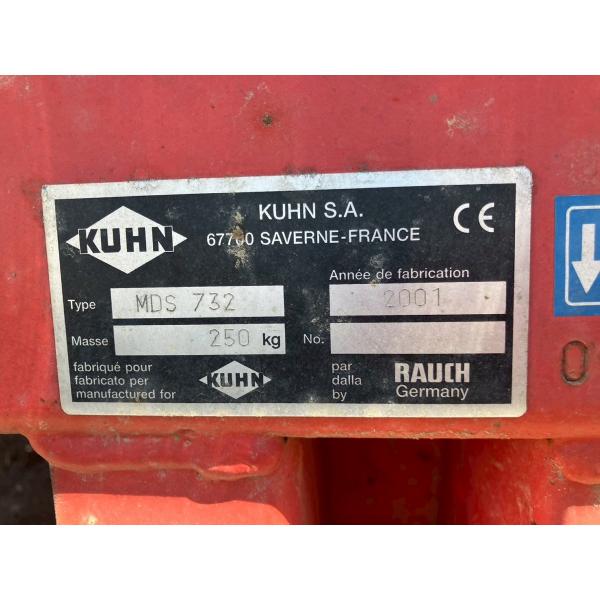 KUHN
KUHN S.A.
67700 SAVERNE-FRANCE
CE
Année de fabrication
Type MDS 732 2001
Masse 250 kg No.
fabriqué pour
fabricato per
manufactured for
KUHN
par
dalla
by
RAUCH
Germany
0